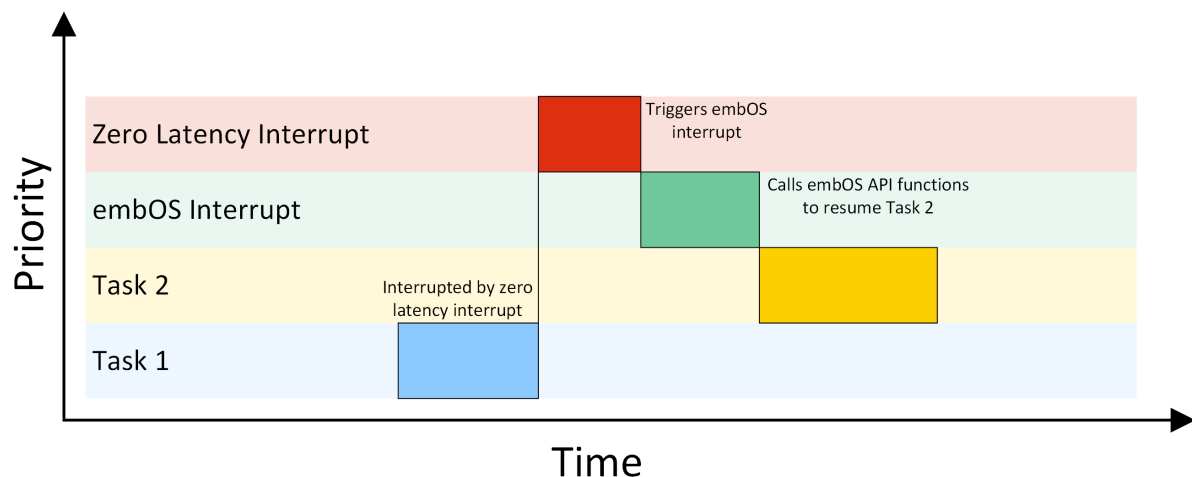 Priority
Zero Latency Interrupt
Triggers embOS
interrupt
embOS Interrupt
Calls embOS API functions
to resume Task 2
Task 2
Interrupted by zero
latency interrupt
Task 1
Time